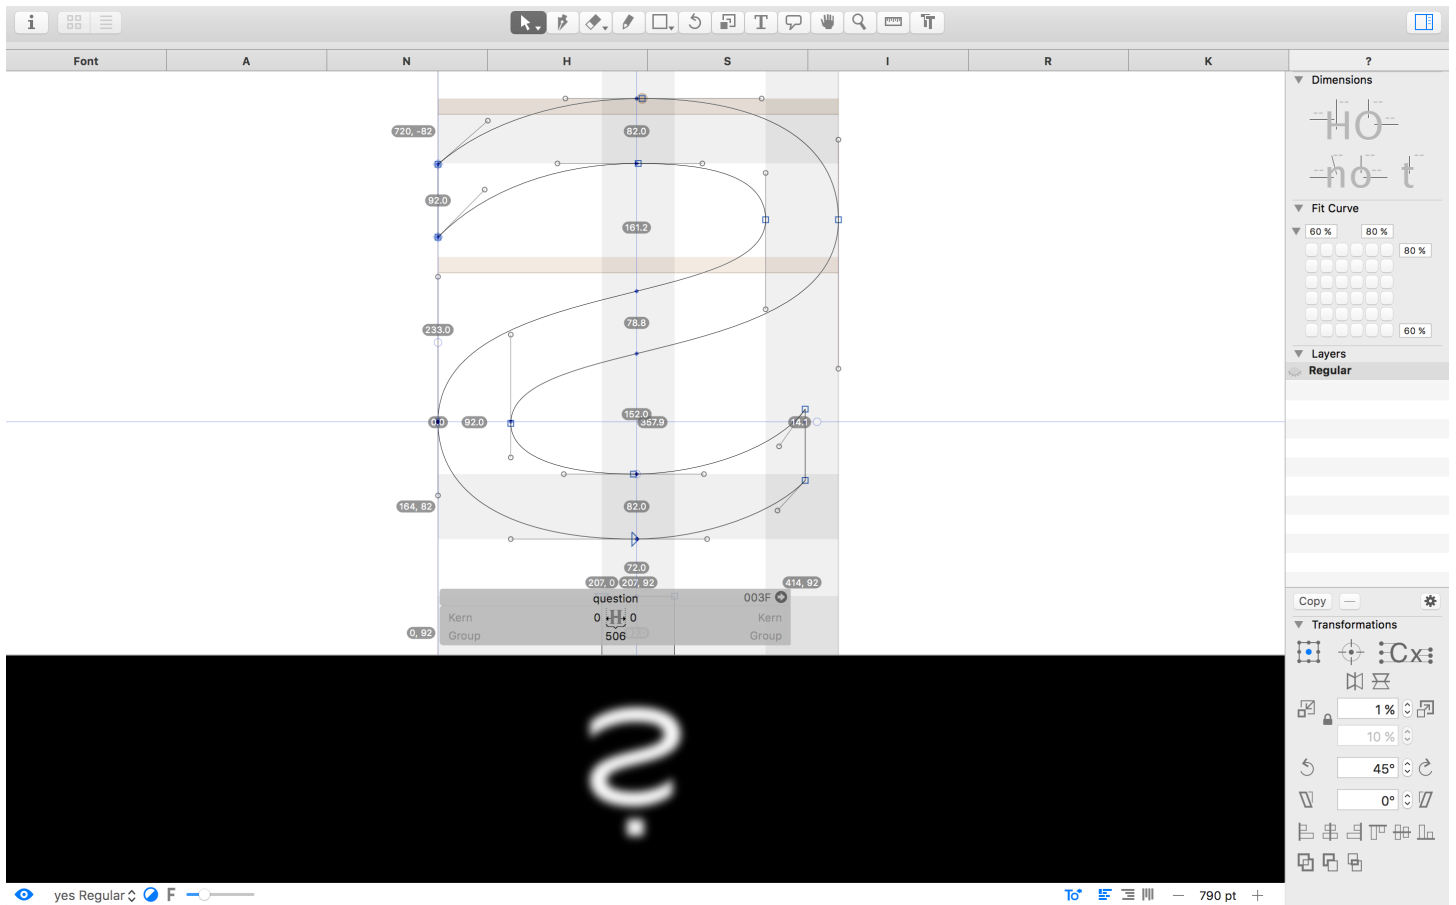 i T T
Font A N H S I R K ?
Dimensions
HO
no t
Fit Curve
60 % 80 %
80 %
60 %
Layers
Regular
720, -82 82.0
92.0
161.2
78.8
233.0
152.0
0.0 92.0 357.9 14.1
164, 82 82.0
72.0
207, 0 207, 92 414, 92
question 003F
Kern 0 H 0 Kern
0, 92 Group 506 Group
Copy
Transformations
Cx
1 %
10 %
45°
0°
?
yes Regular F To 790 pt